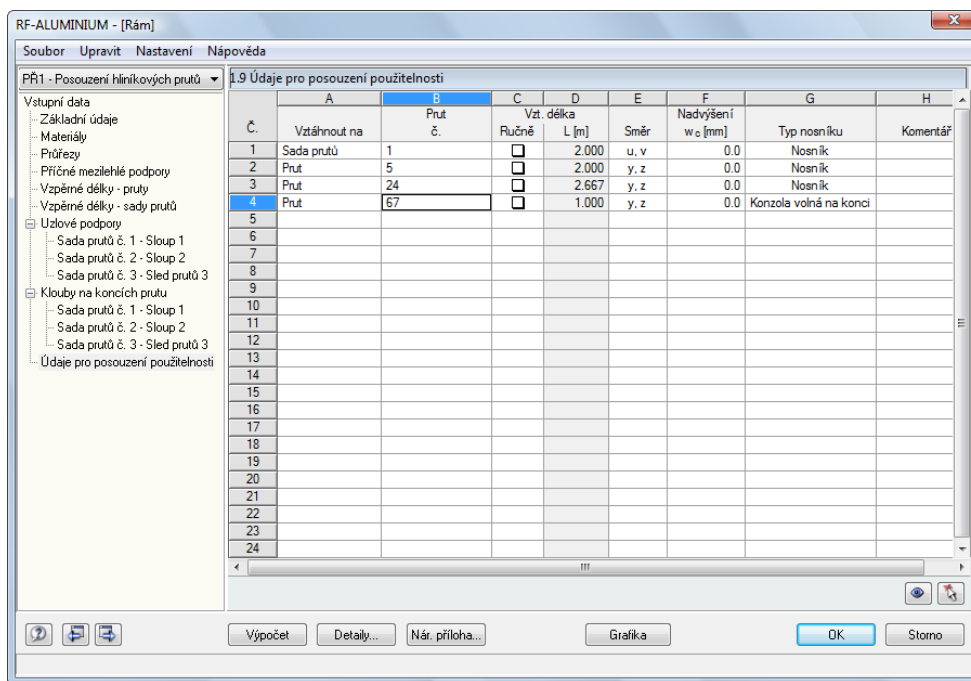 RF-ALUMINIUM - [Rám]
Soubor Upravit Nastavení Nápověda
PŘ1 - Posouzení hliníkových prutů
Vstupní data
Základní údaje
Materiály
Průřezy
Příčné mezilehlé podpory
Vzpěrné délky - pruty
Vzpěrné délky - sady prutů
Uzlové podpory
Sada prutů č. 1 - Sloup 1
Sada prutů č. 2 - Sloup 2
Sada prutů č. 3 - Sled prutů 3
Klouby na koncích prutu
Sada prutů č. 1 - Sloup 1
Sada prutů č. 2 - Sloup 2
Sada prutů č. 3 - Sled prutů 3
Údaje pro posouzení použitelnosti
1.9 Údaje pro posouzení použitelnosti
A B C D E F G H
Prut Vzt. délka Nadvýšení
Č. Vztáhnout na č. Ručně L [m] Směr w c [mm] Typ nosníku Komentář
1 Sada prutů 1 2.000 u, v 0.0 Nosník
2 Prut 5 2.000 y, z 0.0 Nosník
3 Prut 24 2.667 y, z 0.0 Nosník
4 Prut 67 1.000 y, z 0.0 Konzola volná na konci
5
6
7
8
9
10
11
12
13
14
15
16
17
18
19
20
21
22
23
24
Výpočet Detaily... Nár. příloha... Grafika OK Storno